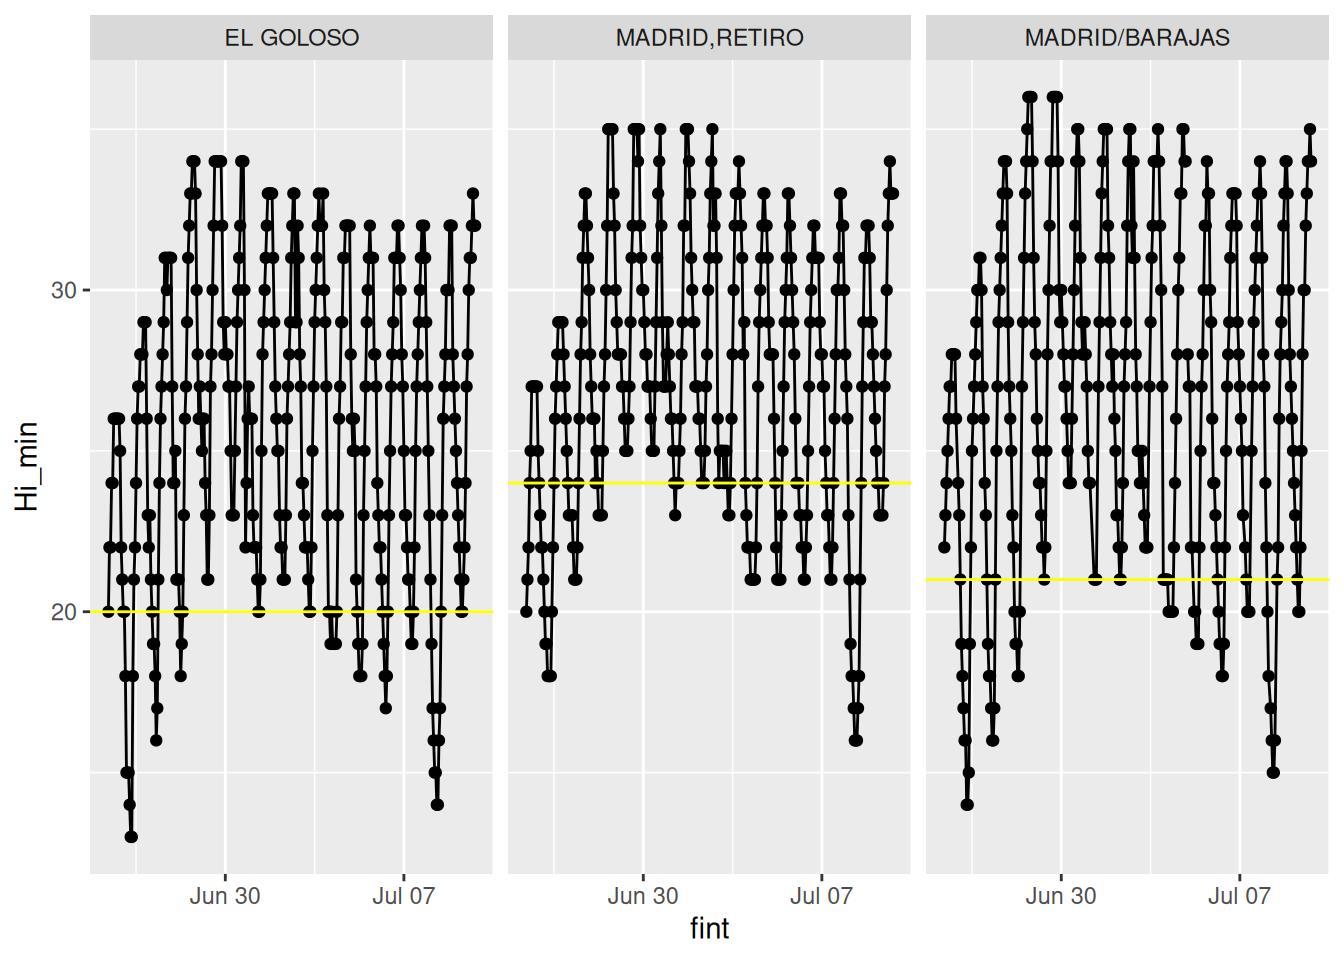 EL GOLOSO
MADRID,RETIRO
MADRID/BARAJAS
Hi_min
30
20
Jun 30
Jul 07
Jun 30
Jul 07
Jun 30
Jul 07
fint